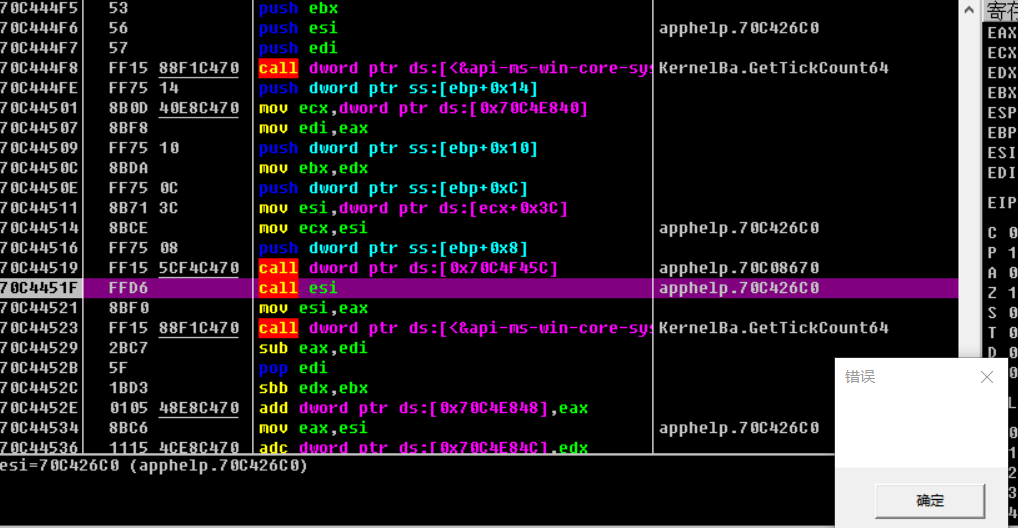 70C444F5 53 push ebx
寄存
70C444F6 56 push esi apphelp.70C426C0
EAX
70C444F7 57 push edi
ECX
70C444F8 FF15 88F1C470 call dword ptr ds:[<&api-ms-win-core-sys KernelBa.GetTickCount64
EDX
70C444FE FF75 14 push dword ptr ss:[ebp+0x14]
EBX
70C44501 8B0D 40E8C470 mov ecx,dword ptr ds:[0x70C4E840]
ESP
70C44507 8BF8 mov edi,eax
EBP
70C44509 FF75 10 push dword ptr ss:[ebp+0x10]
ESI
70C4450C 8BDA mov ebx,edx
EDI
70C4450E FF75 0C push dword ptr ss:[ebp+0xC]
EIP
70C44511 8B71 3C mov esi,dword ptr ds:[ecx+0x3C]
70C44514 8BCE mov ecx,esi apphelp.70C426C0
C 0
70C44516 FF75 08 push dword ptr ss:[ebp+0x8]
P 1
70C44519 FF15 5CF4C470 call dword ptr ds:[0x70C4F45C] apphelp.70C08670
A 0
70C4451F FFD6 call esi apphelp.70C426C0
Z 1
70C44521 8BF0 mov esi,eax
S 0
70C44523 FF15 88F1C470 call dword ptr ds:[<&api-ms-win-core-sys KernelBa.GetTickCount64
T 0
70C44529 2BC7 sub eax,edi
D 0
70C4452B 5F pop edi
70C4452C 1BD3 sbb edx,ebx
70C4452E 0105 48E8C470 add dword ptr ds:[0x70C4E848],eax
70C44534 8BC6 mov eax,esi apphelp.70C426C0
70C44536 1115 4CE8C470 adc dword ptr ds:[0x70C4E84C],edx
esi=70C426C0 (apphelp.70C426C0)
错误
确定